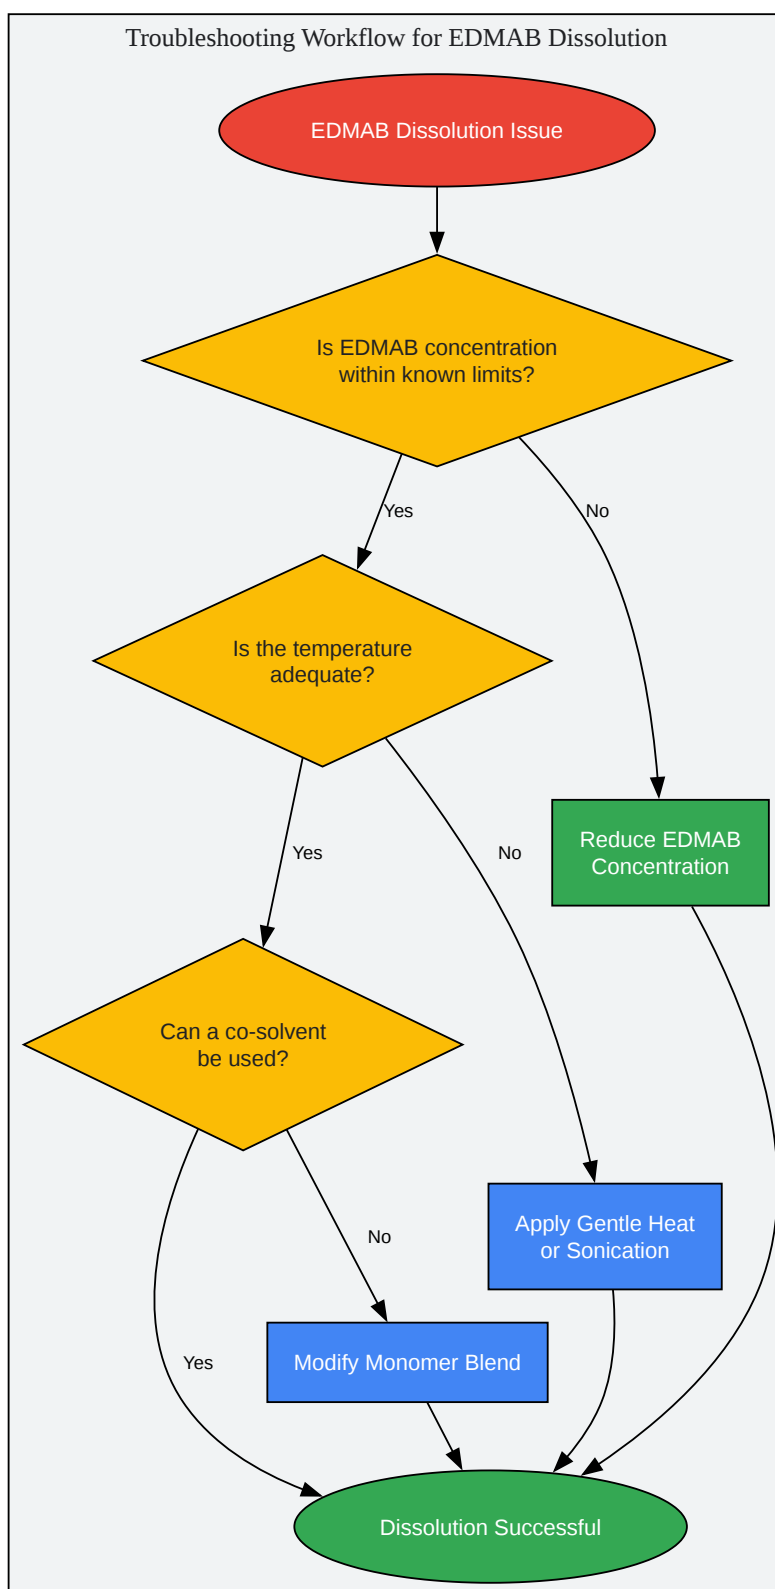 Troubleshooting Workflow for EDMAB Dissolution
EDMAB Dissolution Issue
Is EDMAB concentration
within known limits?
Yes
No
Is the temperature
adequate?
Yes
No
Reduce EDMAB
Concentration
Can a co-solvent
be used?
No
Apply Gentle Heat
or Sonication
Yes
Modify Monomer Blend
Dissolution Successful